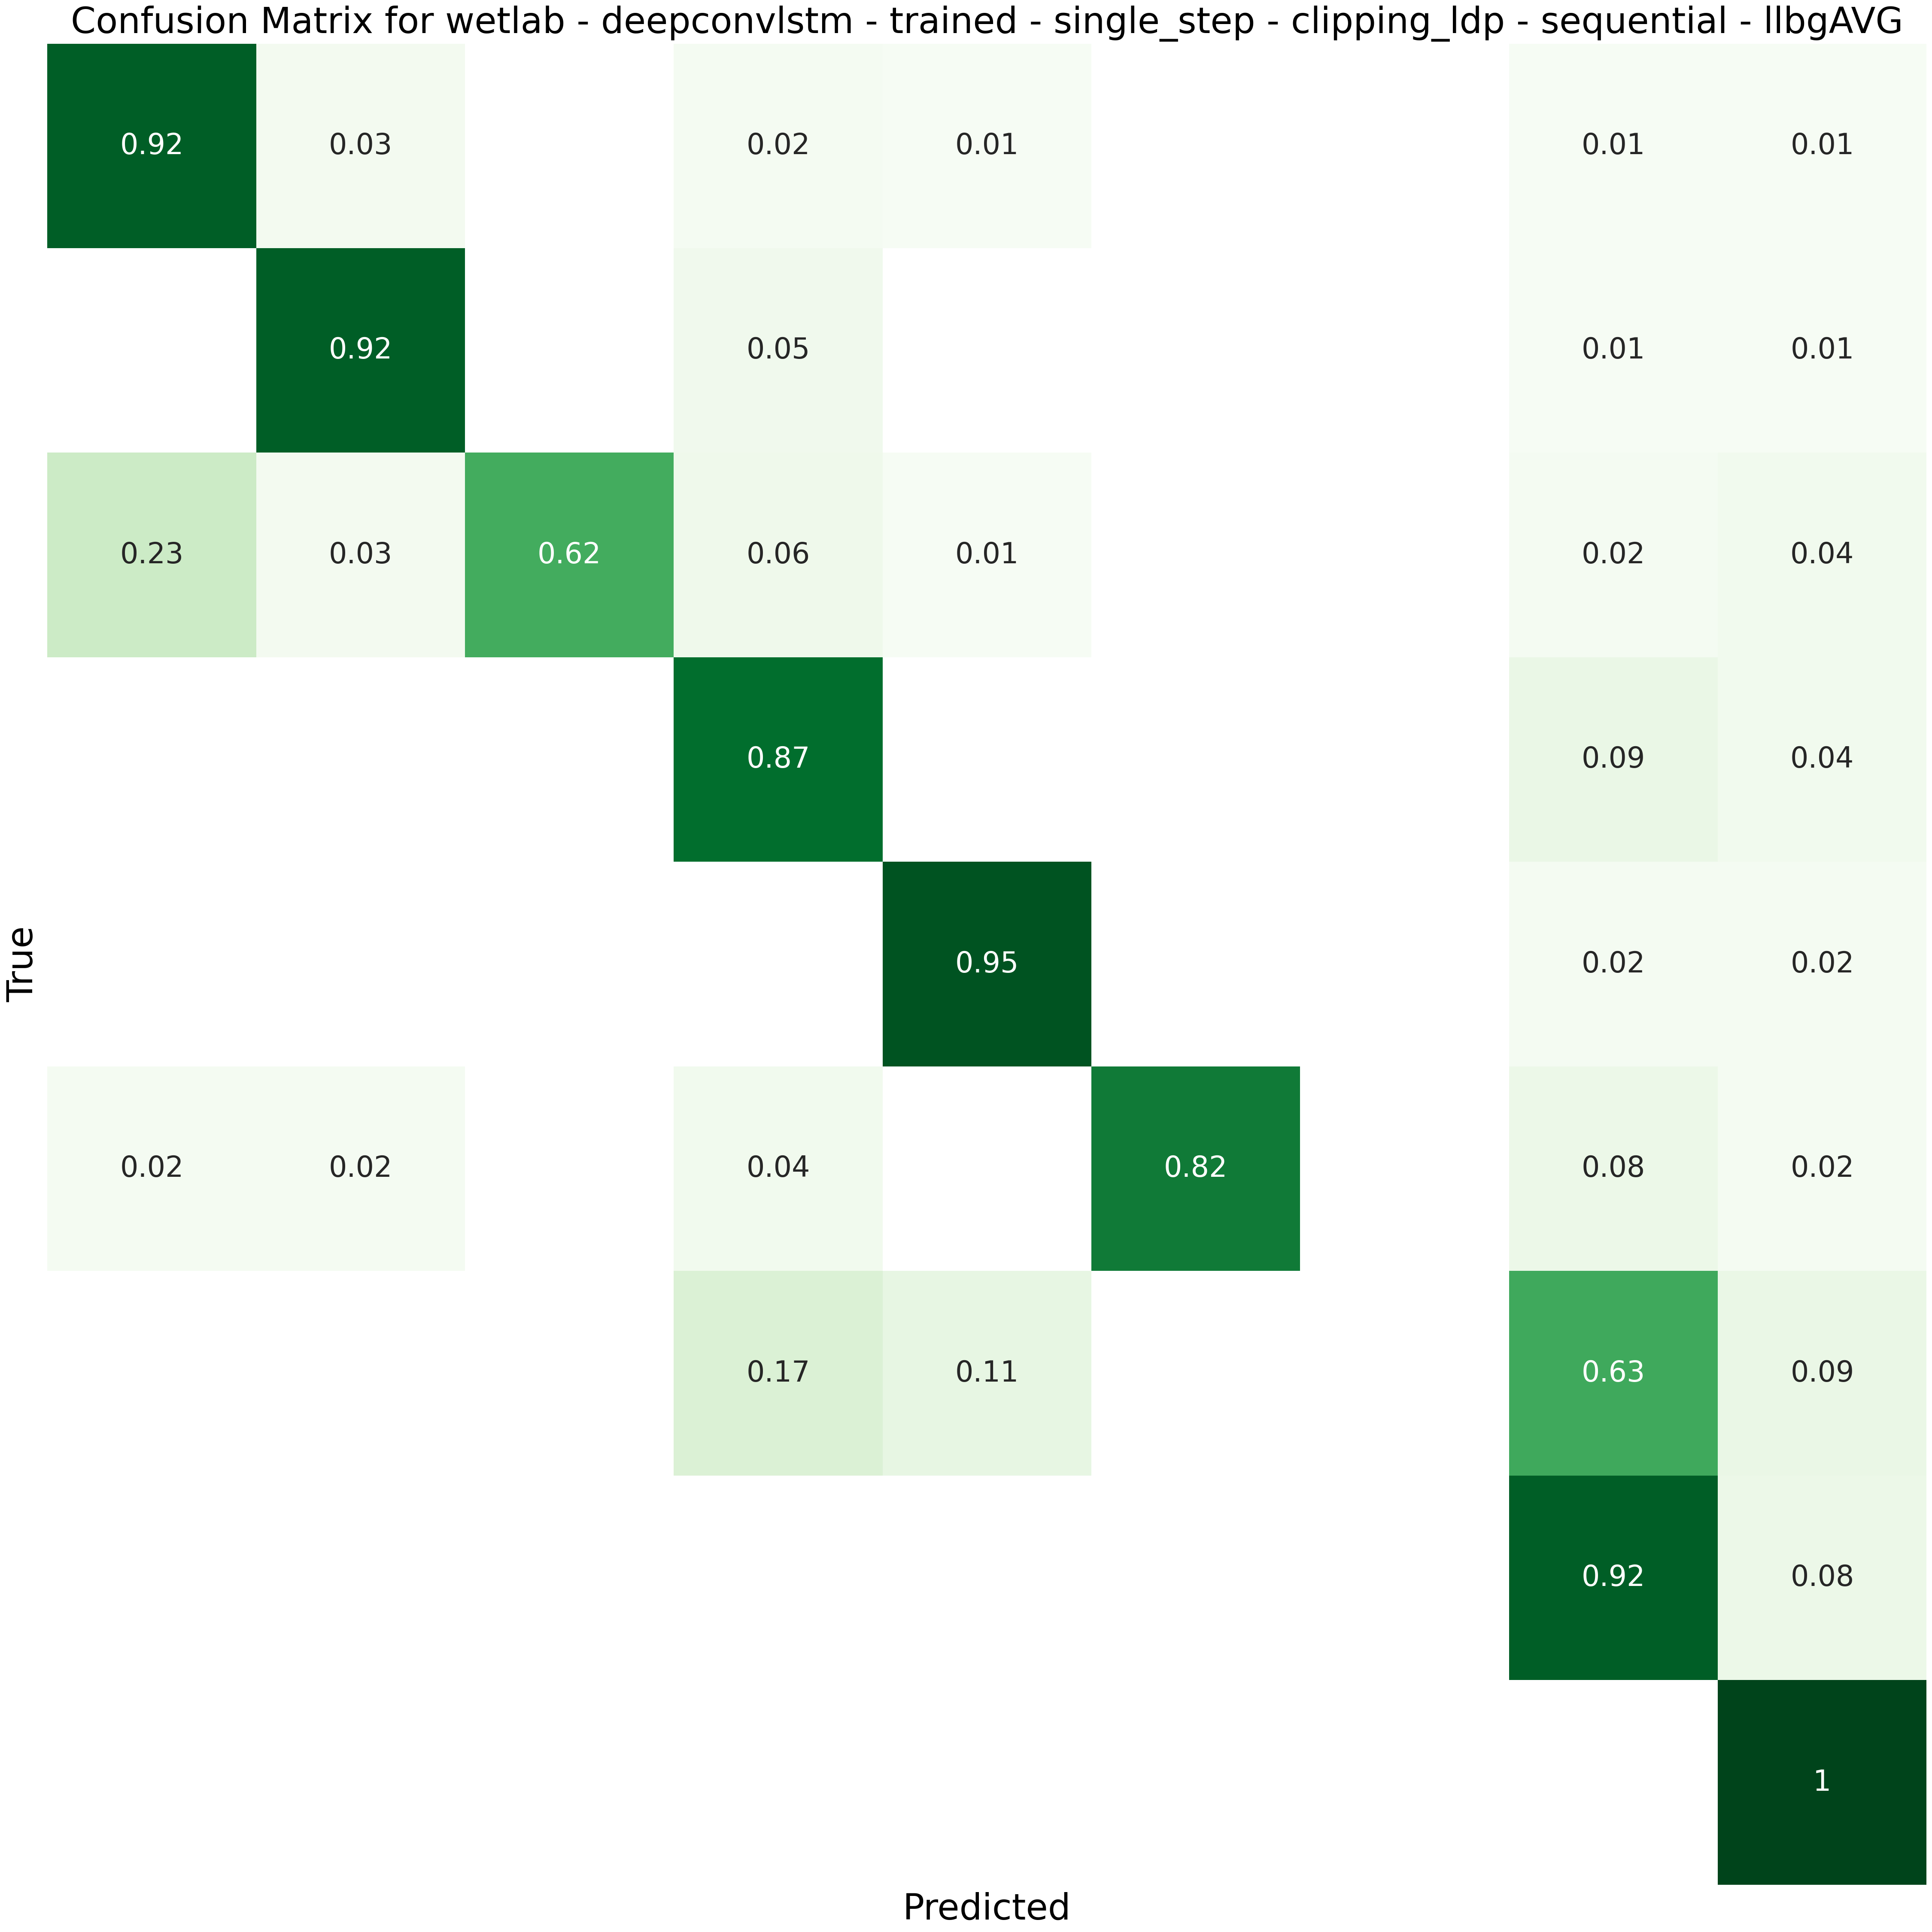 Confusion Matrix for wetlab - deepconvlstm - trained - single_step - clipping_ldp - sequential - llbgAVG
0.92 0.03 0.02 0.01 0.01 0.01
0.92 0.05 0.01 0.01
0.23 0.03 0.62 0.06 0.01 0.02 0.04
0.87 0.09 0.04
True
0.95 0.02 0.02
0.02 0.02 0.04 0.82 0.08 0.02
0.17 0.11 0.63 0.09
0.92 0.08
1
Predicted